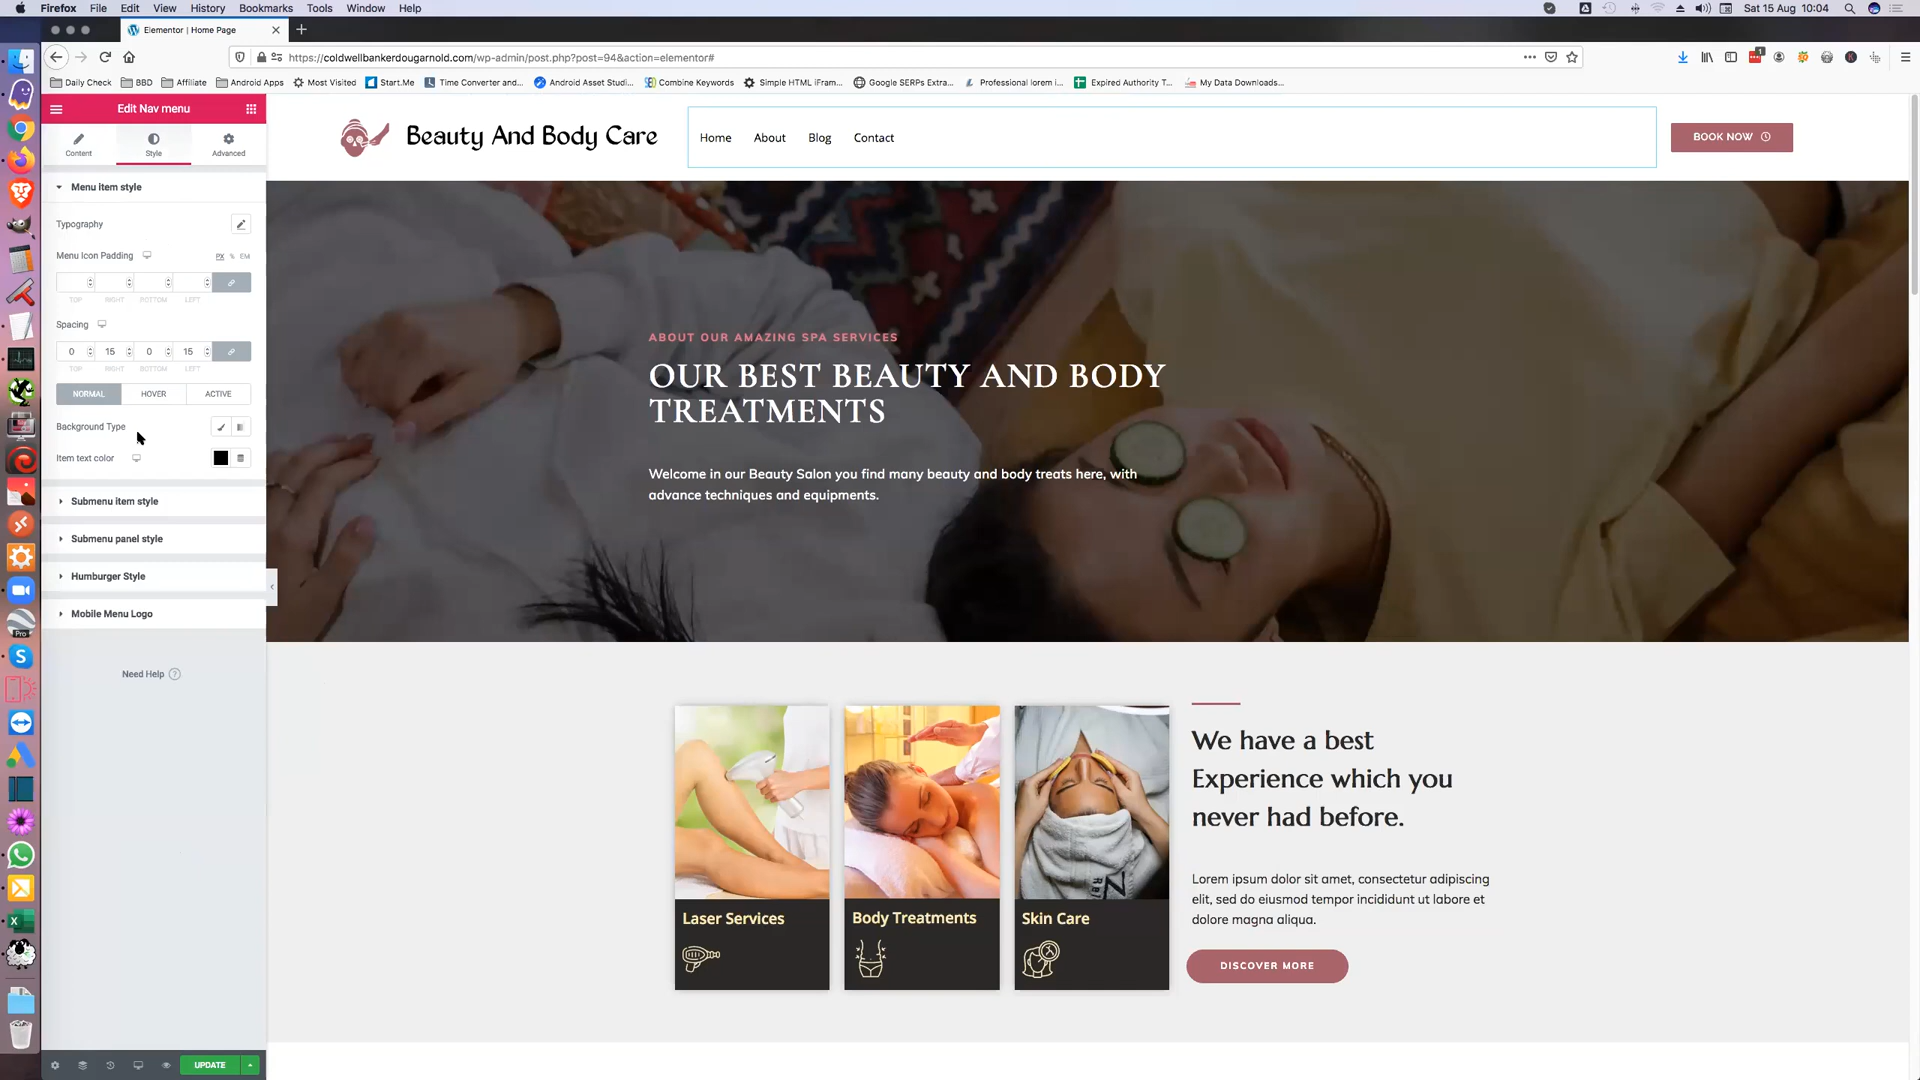 Firefox File Edit View History Bookmarks Tools Window Help Sat 15 Aug 10:04
Elementor | Home Page
https://coldwellbankerdougarnold.com/wp-admin/post.php?post=94&action=elementor#
Daily Check BBD Affiliate Android Apps Most Visited Start.Me Time Converter and... Android Asset Studi... Combine Keywords Simple HTML iFram... Google SERPs Extra... Professional lorem i... Expired Authority T... My Data Downloads...
Edit Nav menu
Content Style Advanced
Menu item style
Typography
Menu Icon Padding PX % EM
TOP RIGHT BOTTOM LEFT
Spacing
0 15 0 15
TOP RIGHT BOTTOM LEFT
NORMAL HOVER ACTIVE
Background Type
Item text color
Submenu item style
Submenu panel style
Humburger Style
Mobile Menu Logo
Need Help
UPDATE
Beauty And Body Care
Home About Blog Contact
BOOK NOW
ABOUT OUR AMAZING SPA SERVICES
OUR BEST BEAUTY AND BODY
TREATMENTS
Welcome in our Beauty Salon you find many beauty and body treats here, with
advance techniques and equipments.
Laser Services
Body Treatments
Skin Care
We have a best
Experience which you
never had before.
Lorem ipsum dolor sit amet, consectetur adipiscing
elit, sed do eiusmod tempor incididunt ut labore et
dolore magna aliqua.
DISCOVER MORE
Pro